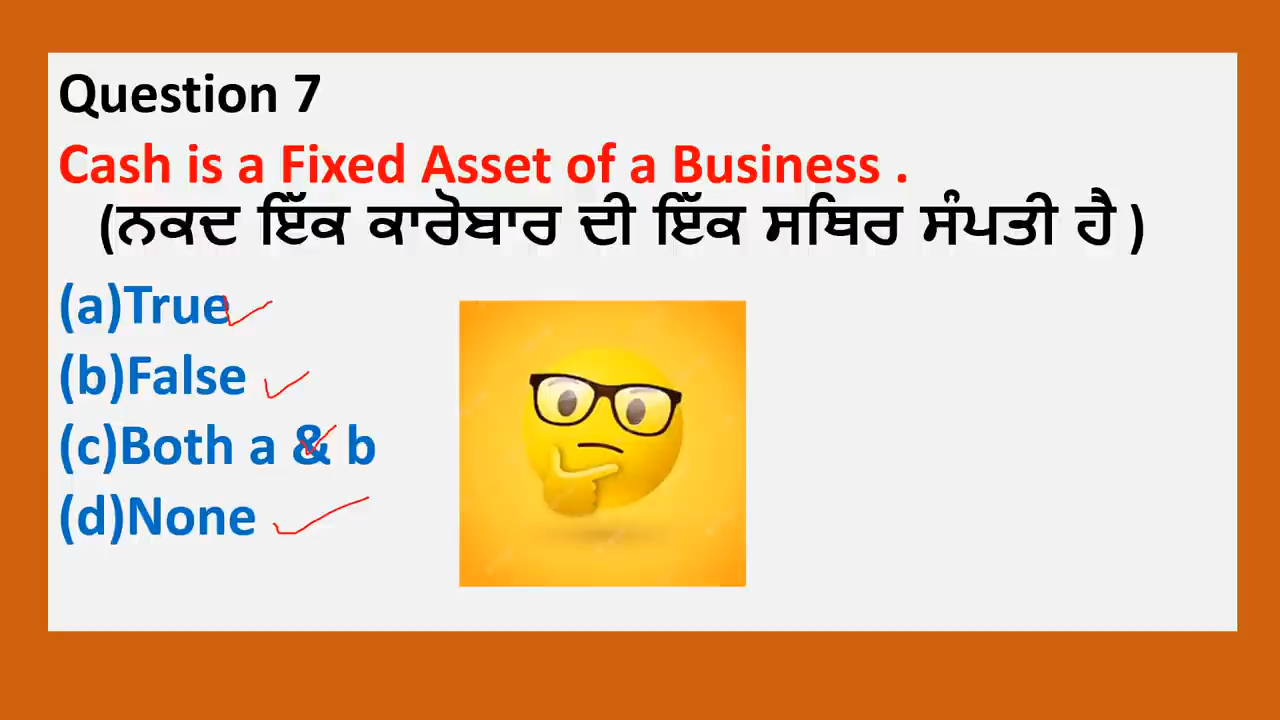 Question 7
Cash is a Fixed Asset of a Business .
(ਨਕਦ ਇੱਕ ਕਾਰੋਬਾਰ ਦੀ ਇੱਕ ਸਥਿਰ ਸੰਪਤੀ ਹੈ )
(a)True
(b)False
(c)Both a & b
(d)None